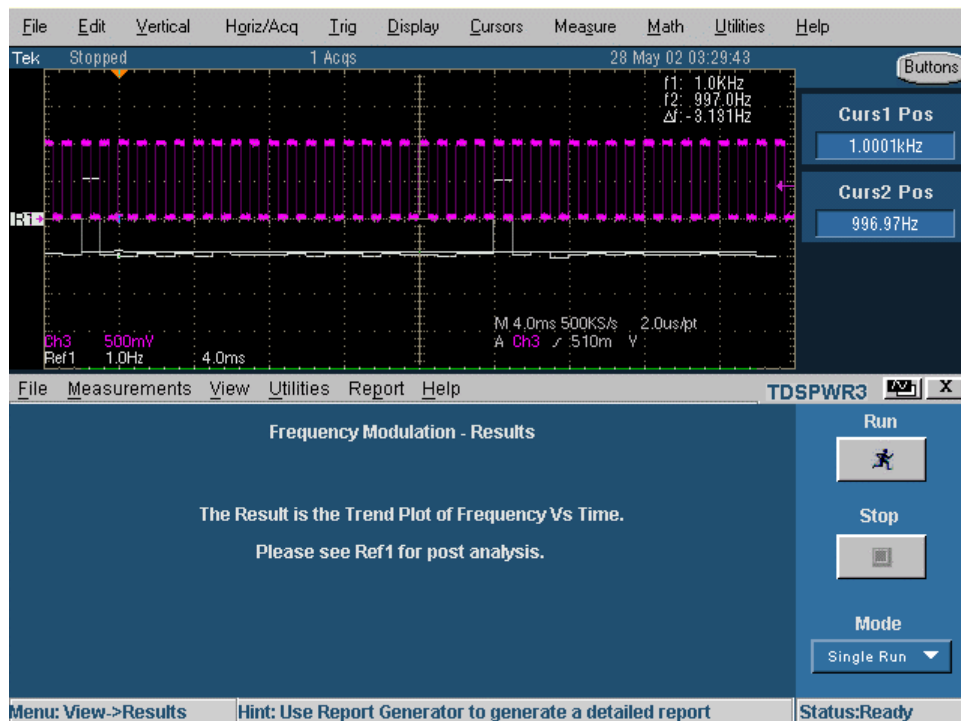 File Edit Vertical Horiz/Acq Trig Display Cursors Measure Math Utilities Help
Tek Stopped 1 Acqs 28 May 02 03:29:43
Buttons
f1: 1.0KHz
f2: 997.0Hz
Δf:-3.131Hz
Curs1 Pos
1.0001kHz
Curs2 Pos
996.97Hz
R1
M 4.0ms 500KS/s 2.0us/pt
A Ch3 ⌿ 510m V
Ch3 500mV
Ref1 1.0Hz 4.0ms
File Measurements View Utilities Report Help
TDSPWR3 X
Frequency Modulation - Results
Run
The Result is the Trend Plot of Frequency Vs Time.
Please see Ref1 for post analysis.
Stop
Mode
Single Run
Menu: View->Results Hint: Use Report Generator to generate a detailed report Status:Ready